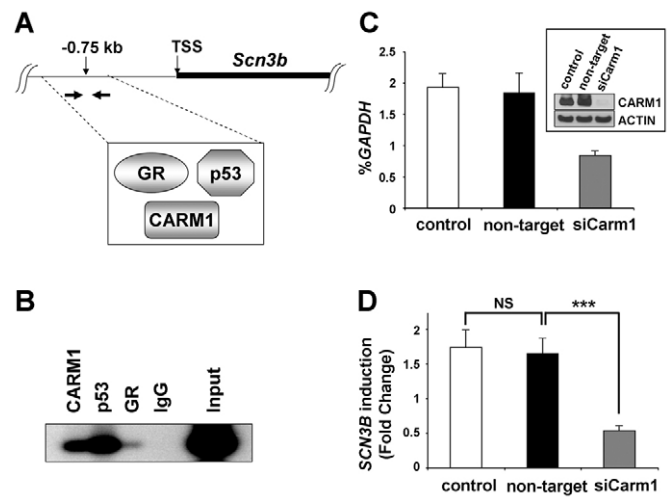 A
-0.75 kb
TSS
Scn3b
GR
p53
CARM1
B
CARM1
p53
GR
IgG
Input
C
%GAPDH
2.5
2
1.5
1
0.5
0
control
non-target
siCarm1
control
non-target
siCarm1
CARM1
ACTIN
D
SCN3B induction
(Fold Change)
2
1.5
1
0.5
0
NS
***
control
non-target
siCarm1